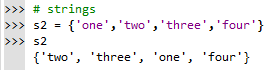 >>> # strings
>>> s2 = {'one','two','three','four'}
>>> s2
{'two', 'three', 'one', 'four'}